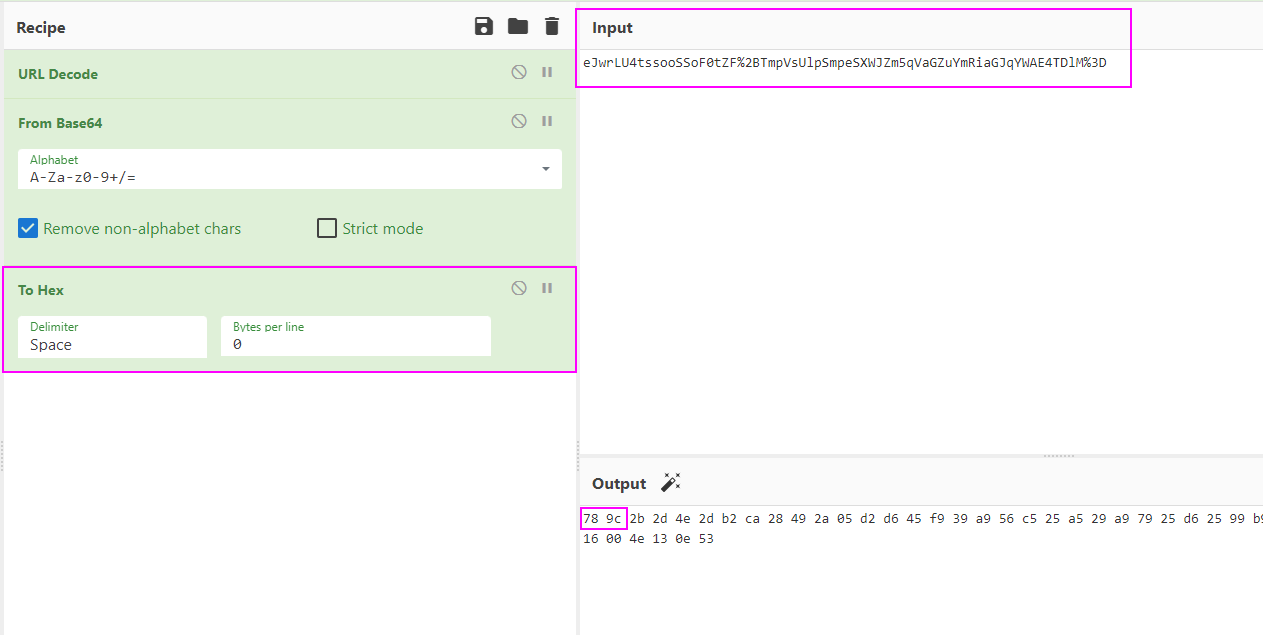 Recipe
URL Decode
From Base64
Alphabet
A-Za-z0-9+/=
Remove non-alphabet chars
Strict mode
To Hex
Delimiter
Space
Bytes per line
0
Input
eJwrLU4tssooSSoF0tZF%2BTmpVsUlpSmpeSXWJZm5qVaGZuYmRiaGJqYWAE4TDlM%3D
Output
78 9c 2b 2d 4e 2d b2 ca 28 49 2a 05 d2 d6 45 f9 39 a9 56 c5 25 a5 29 a9 79 25 d6 25 99 b9
16 00 4e 13 0e 53